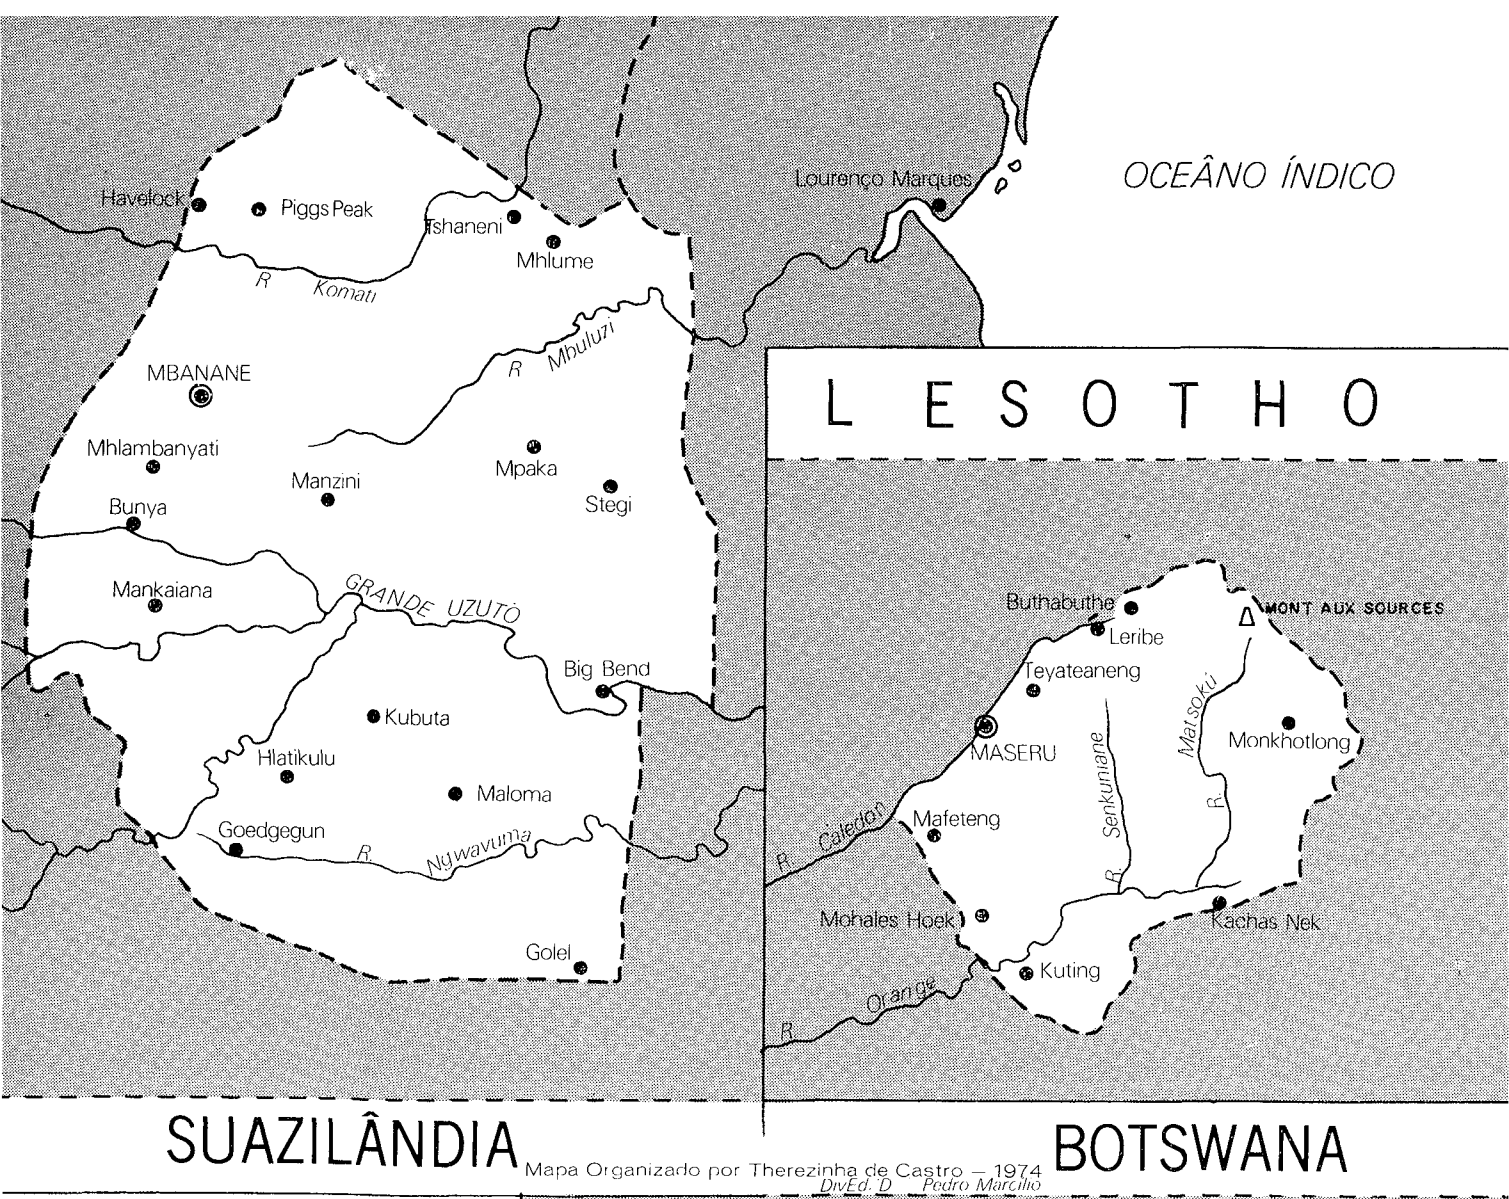 OCEÂNO ÍNDICO
Lourenço Marques
Havelock
Piggs Peak
Tshaneni
Mhlume
R Komati
R Mbuluzi
MBANANE
Mhlambanyati
Mpaka
Manzini
Stegi
Bunya
Mankaiana
GRANDE UZUTO
Big Bend
Kubuta
Hlatikulu
Maloma
Goedgegun
R. Ngwavuma
Golel
LESOTHO
Buthabuthe
MONT AUX SOURCES
Leribe
Teyateaneng
Matsoku R.
MASERU
Senkuniane R.
Monkhotlong
R. Caledon
Mafeteng
Mohales Hoek
Kachas Nek
Kuting
R. Orange
SUAZILÂNDIA
BOTSWANA
Mapa Organizado por Therezinha de Castro – 1974
DivEd. D Pedro Marcilio